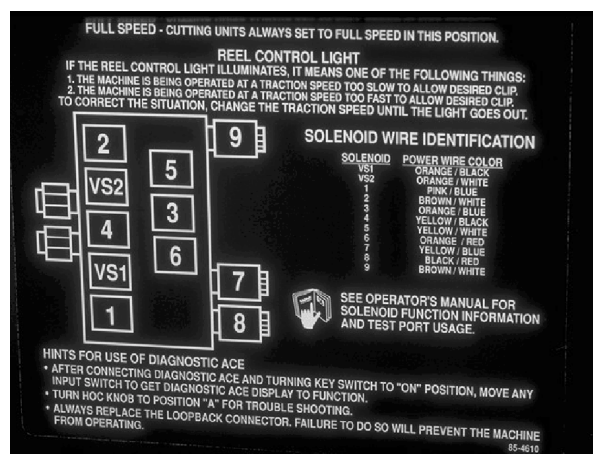 FULL SPEED - CUTTING UNITS ALWAYS SET TO FULL SPEED IN THIS POSITION.
REEL CONTROL LIGHT
IF THE REEL CONTROL LIGHT ILLUMINATES, IT MEANS ONE OF THE FOLLOWING THINGS:
1. THE MACHINE IS BEING OPERATED AT A TRACTION SPEED TOO SLOW TO ALLOW DESIRED CLIP.
2. THE MACHINE IS BEING OPERATED AT A TRACTION SPEED TOO FAST TO ALLOW DESIRED CLIP.
TO CORRECT THE SITUATION, CHANGE THE TRACTION SPEED UNTIL THE LIGHT GOES OUT.
2
VS2
4
VS1
1
5
3
6
9
7
8
SOLENOID WIRE IDENTIFICATION
SOLENOID POWER WIRE COLOR
VS1 ORANGE / BLACK
VS2 ORANGE / WHITE
1 PINK / BLUE
2 BROWN / WHITE
3 ORANGE / BLUE
4 YELLOW / BLACK
5 YELLOW / WHITE
6 ORANGE / RED
7 YELLOW / BLUE
8 BLACK / RED
9 BROWN / WHITE
SEE OPERATOR'S MANUAL FOR
SOLENOID FUNCTION INFORMATION
AND TEST PORT USAGE.
HINTS FOR USE OF DIAGNOSTIC ACE
• AFTER CONNECTING DIAGNOSTIC ACE AND TURNING KEY SWITCH TO "ON" POSITION, MOVE ANY
INPUT SWITCH TO GET DIAGNOSTIC ACE DISPLAY TO FUNCTION.
• TURN HOC KNOB TO POSITION "A" FOR TROUBLE SHOOTING.
• ALWAYS REPLACE THE LOOPBACK CONNECTOR. FAILURE TO DO SO WILL PREVENT THE MACHINE
FROM OPERATING.
85-4610